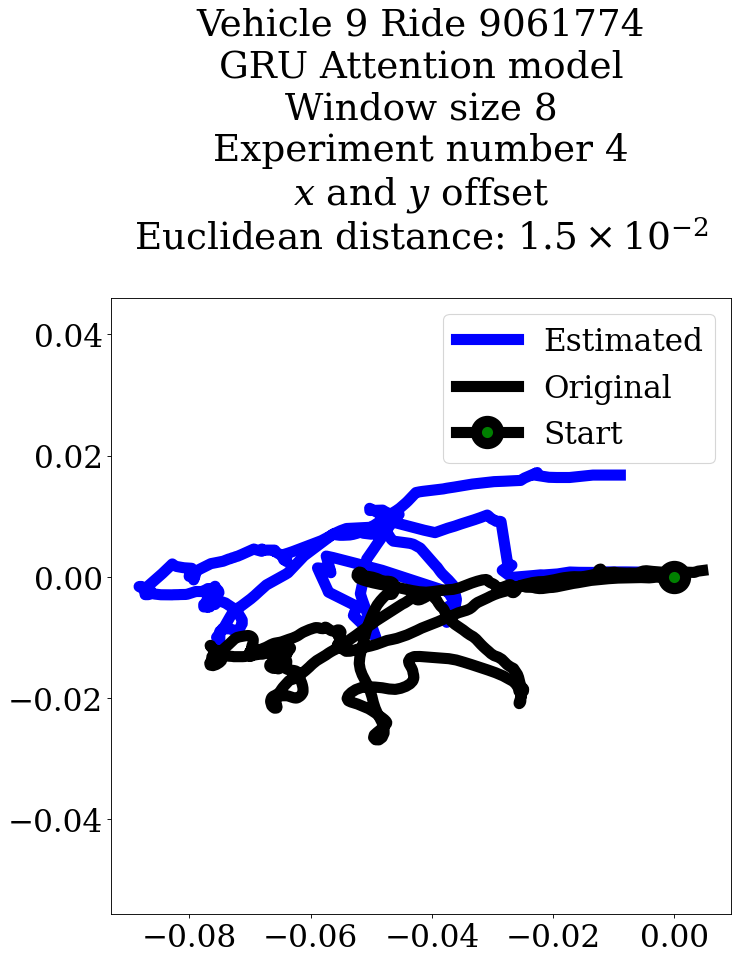 Vehicle 9 Ride 9061774
GRU Attention model
Window size 8
Experiment number 4
x and y offset
Euclidean distance: 1.5 × 10⁻²
0.04
Estimated
Original
Start
0.02
0.00
−0.02
−0.04
−0.08 −0.06 −0.04 −0.02 0.00